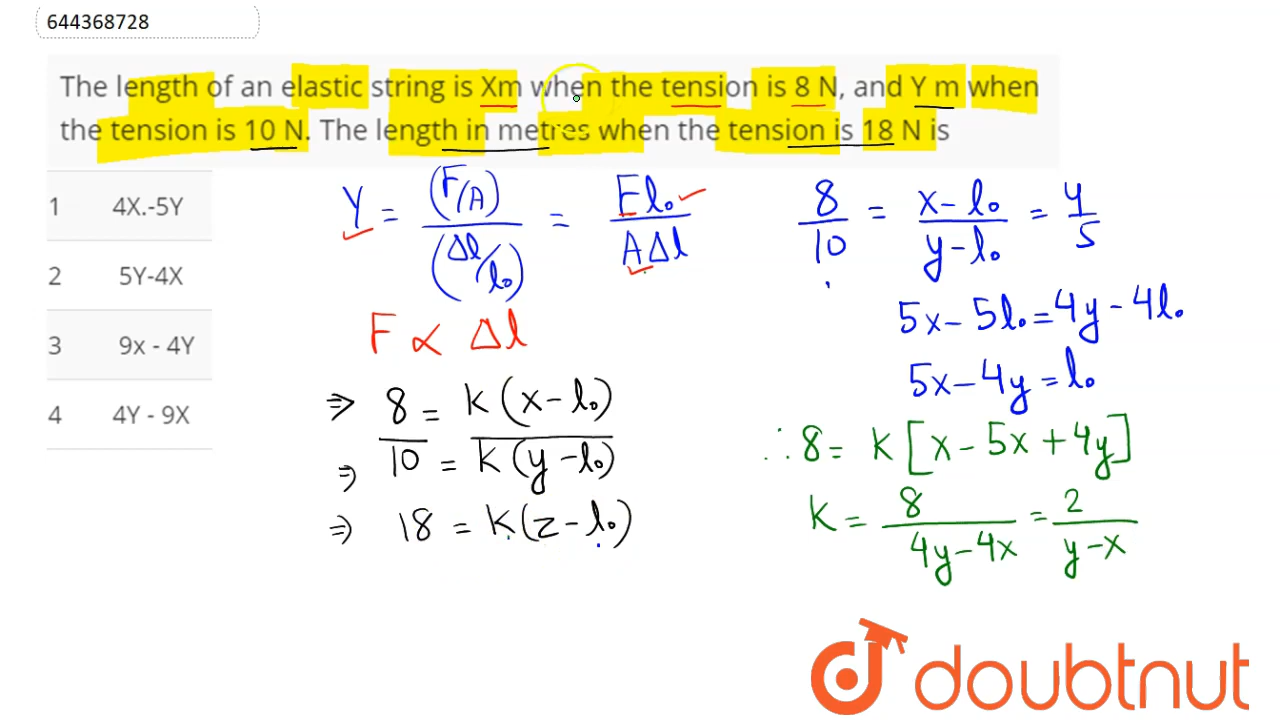 644368728
The length of an elastic string is Xm when the tension is 8 N, and Y m when
the tension is 10 N. The length in metres when the tension is 18 N is
1 4X.-5Y
2 5Y-4X
3 9x - 4Y
4 4Y - 9X
Y = (F/A) / (Δl/l₀) = Fl₀ / AΔl
F ∝ Δl
⇒ 8 = K(x-l₀)
⇒ 10 = K(y-l₀)
⇒ 18 = K(z-l₀)
8/10 = x-l₀ / y-l₀ = 4/5
5x-5l₀=4y-4l₀
5x-4y=l₀
∴ 8= K[x-5x+4y]
K = 8 / 4y-4x = 2 / y-x
doubtnut